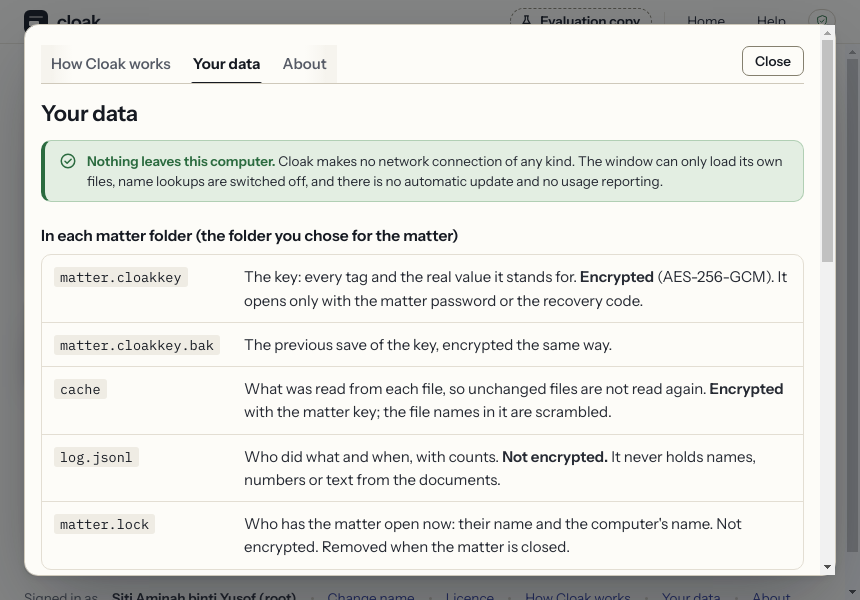 cloak
Evaluation copy
Home
Help
How Cloak works
Your data
About
Close
Your data
Nothing leaves this computer. Cloak makes no network connection of any kind. The window can only load its own
files, name lookups are switched off, and there is no automatic update and no usage reporting.
In each matter folder (the folder you chose for the matter)
matter.cloakkey
The key: every tag and the real value it stands for. Encrypted (AES-256-GCM). It
opens only with the matter password or the recovery code.
matter.cloakkey.bak
The previous save of the key, encrypted the same way.
cache
What was read from each file, so unchanged files are not read again. Encrypted
with the matter key; the file names in it are scrambled.
log.jsonl
Who did what and when, with counts. Not encrypted. It never holds names,
numbers or text from the documents.
matter.lock
Who has the matter open now: their name and the computer's name. Not
encrypted. Removed when the matter is closed.
Signed in as Siti Aminah binti Yusof (root) · Change name · Licence · How Cloak works · Your data · About